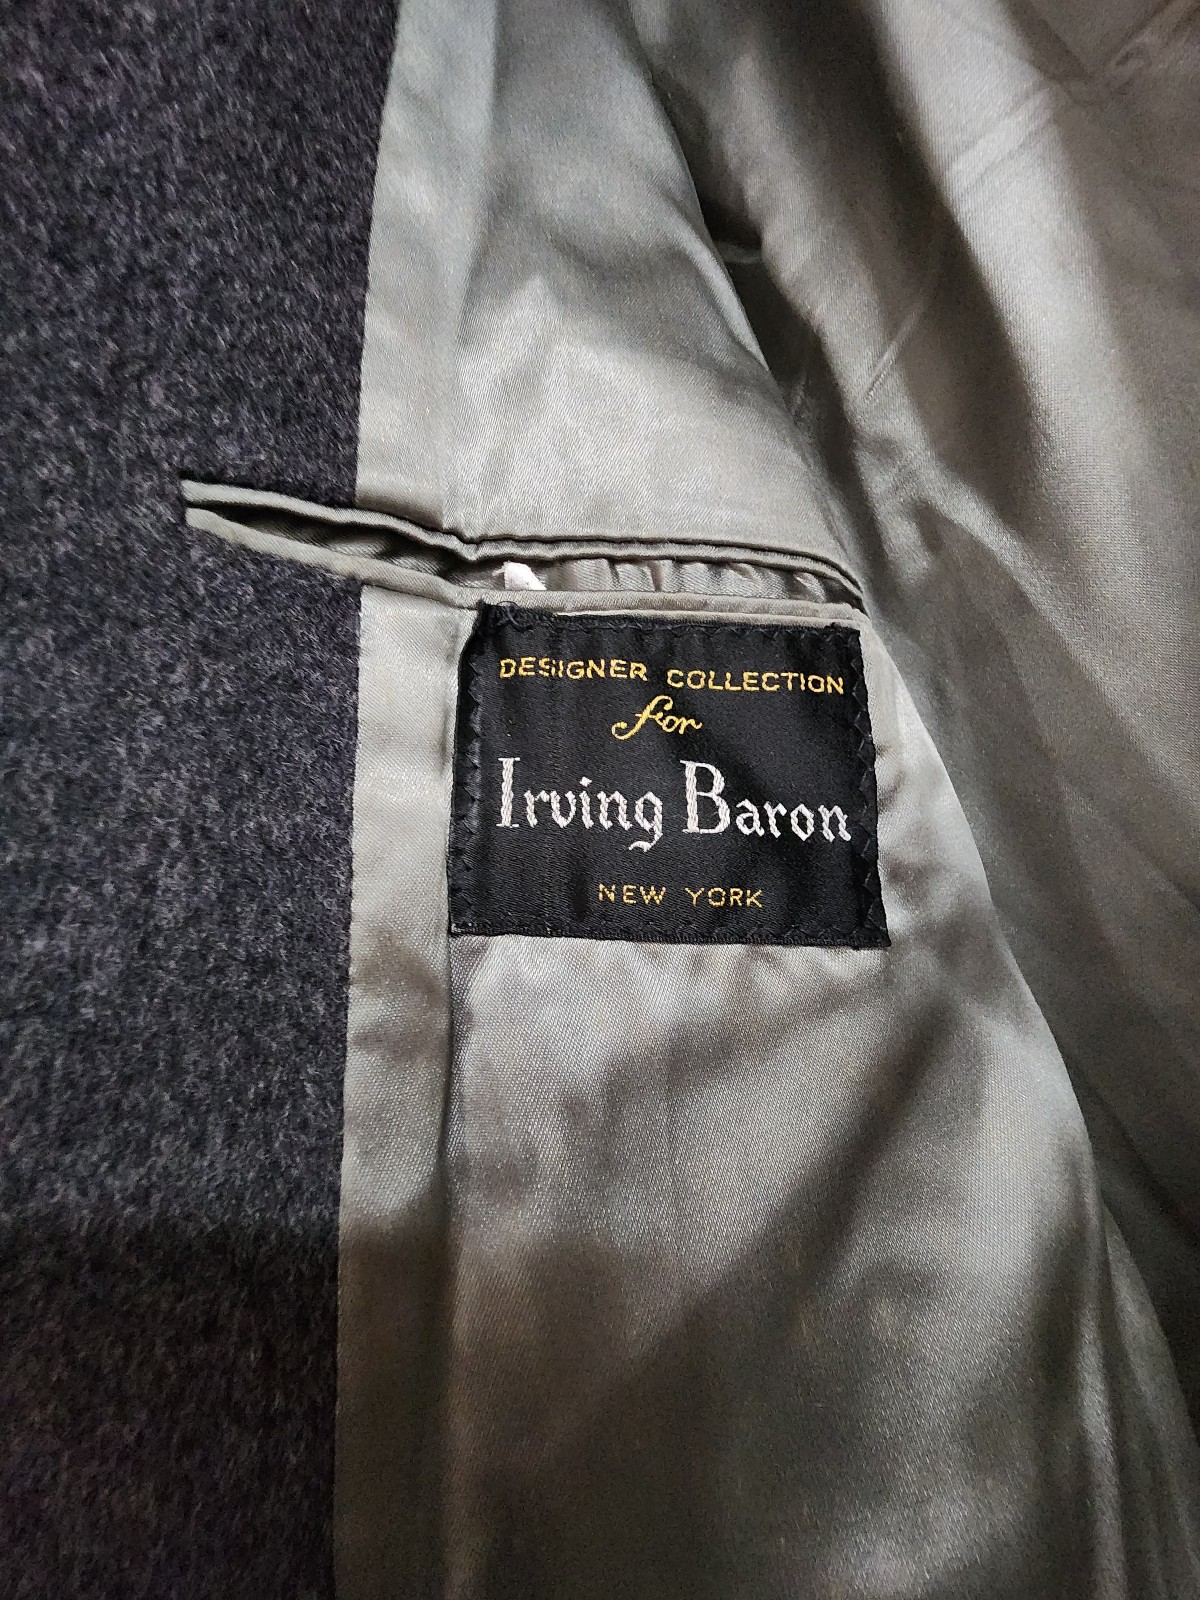 DESIGNER COLLECTION
for
Irving Baron
NEW YORK